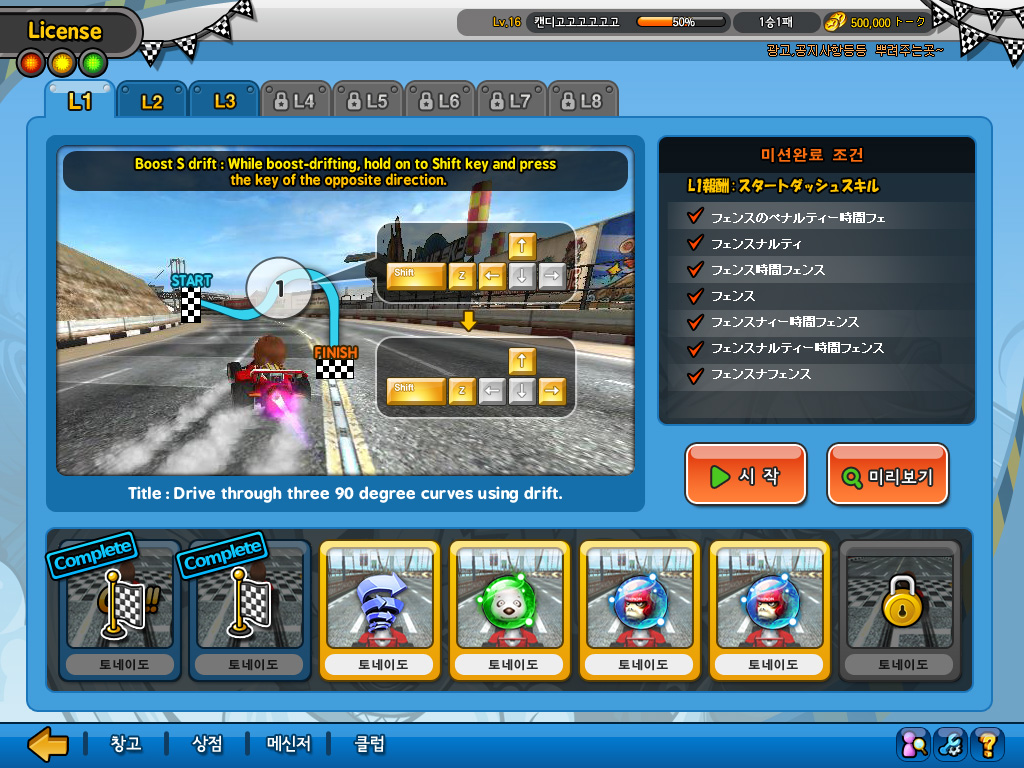 License
Lv.16 캔디고고고고고고 50% 1승1패 500,000 トーク
광고,공지사항등등 뿌려주는곳~
L1 L2 L3 L4 L5 L6 L7 L8
Boost S drift : While boost-drifting, hold on to Shift key and press
the key of the opposite direction.
START
1
FINISH
Shift Z
Shift Z
Title : Drive through three 90 degree curves using drift.
미션완료 조건
L1報酬 : スタートダッシュスキル
フェンスのペナルティー時間フェ
フェンスナルティ
フェンス時間フェンス
フェンス
フェンスナィー時間フェンス
フェンスナルティー時間フェンス
フェンスナフェンス
시 작
미리보기
Complete
Complete
토네이도
토네이도
토네이도
토네이도
토네이도
토네이도
토네이도
창고 상점 메신저 클럽